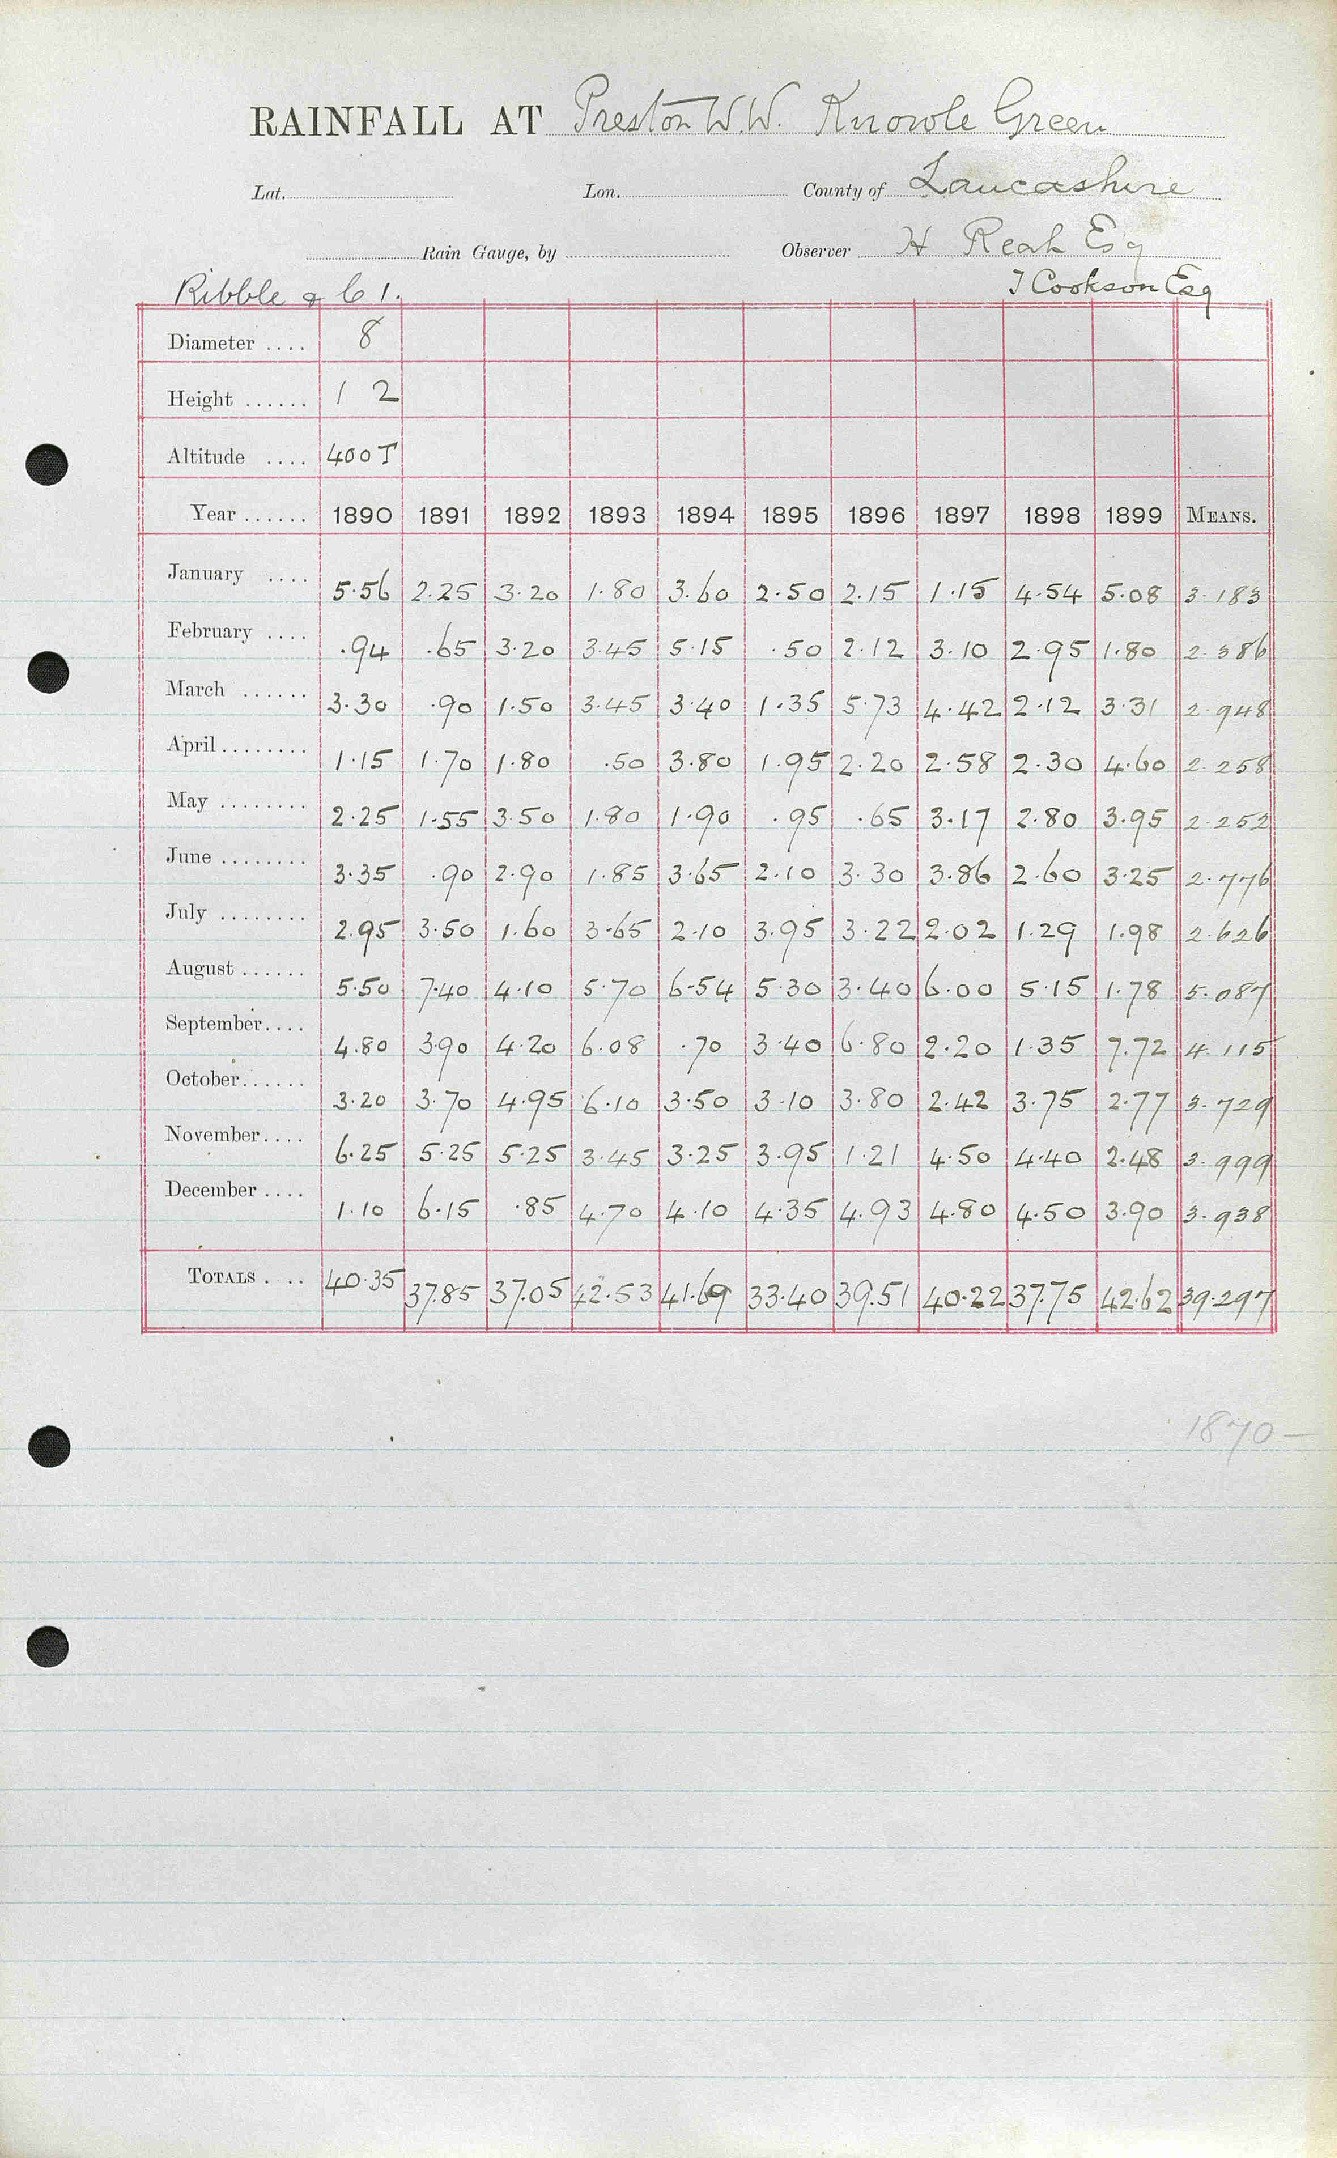 RAINFALL AT Preston W.W. Knowle Green
Lat. Lon. County of Lancashire
Rain Gauge, by Observer H Reah Esq
Ribble & C 1. T Cookson Esq
Diameter .... 8
Height ...... 1 2
Altitude .... 400 T
Year ...... 1890 1891 1892 1893 1894 1895 1896 1897 1898 1899 MEANS.
January .... 5.56 2.25 3.20 1.80 3.60 2.50 2.15 1.15 4.54 5.08 3.183
February .... .94 .65 3.20 3.45 5.15 .50 2.12 3.10 2.95 1.80 2.386
March ...... 3.30 .90 1.50 3.45 3.40 1.35 5.73 4.42 2.12 3.31 2.948
April ........ 1.15 1.70 1.80 .50 3.80 1.95 2.20 2.58 2.30 4.60 2.258
May ........ 2.25 1.55 3.50 1.80 1.90 .95 .65 3.17 2.80 3.95 2.252
June ........ 3.35 .90 2.90 1.85 3.65 2.10 3.30 3.86 2.60 3.25 2.776
July ........ 2.95 3.50 1.60 3.65 2.10 3.95 3.22 2.02 1.29 1.98 2.626
August ...... 5.50 7.40 4.10 5.70 6.54 5.30 3.40 6.00 5.15 1.78 5.087
September.... 4.80 3.90 4.20 6.08 .70 3.40 6.80 2.20 1.35 7.72 4.115
October...... 3.20 3.70 4.95 6.10 3.50 3.10 3.80 2.42 3.75 2.77 3.729
November.... 6.25 5.25 5.25 3.45 3.25 3.95 1.21 4.50 4.40 2.48 3.999
December .... 1.10 6.15 .85 4.70 4.10 4.35 4.93 4.80 4.50 3.90 3.938
TOTALS . .. 40.35 37.85 37.05 42.53 41.69 33.40 39.51 40.22 37.75 42.62 39.297
1870 –